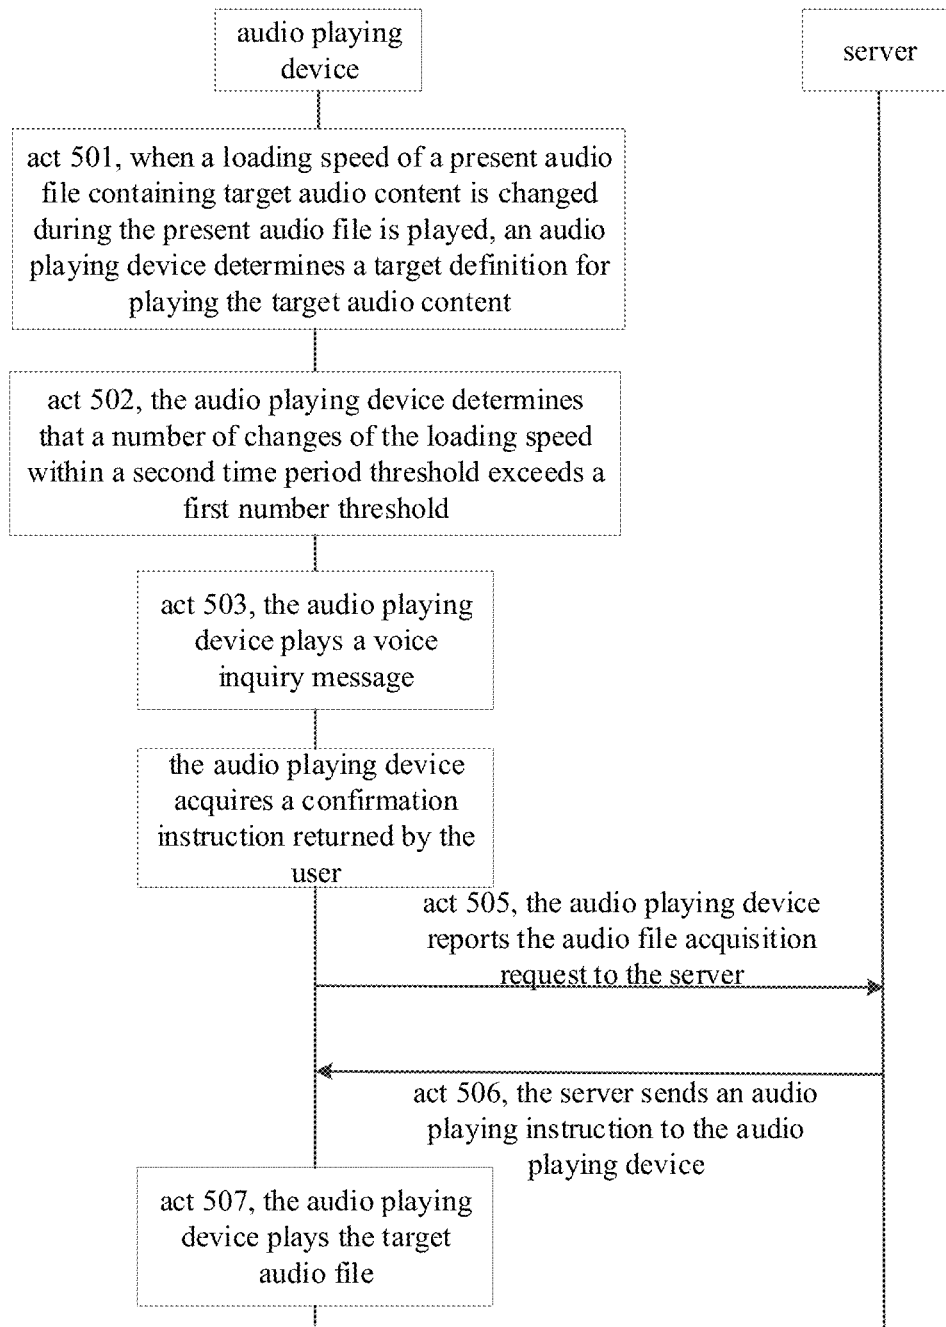 audio playing
device
server
act 501, when a loading speed of a present audio
file containing target audio content is changed
during the present audio file is played, an audio
playing device determines a target definition for
playing the target audio content
act 502, the audio playing device determines
that a number of changes of the loading speed
within a second time period threshold exceeds a
first number threshold
act 503, the audio playing
device plays a voice
inquiry message
the audio playing device
acquires a confirmation
instruction returned by the
user
act 505, the audio playing device
reports the audio file acquisition
request to the server
act 506, the server sends an audio
playing instruction to the audio
playing device
act 507, the audio playing
device plays the target
audio file